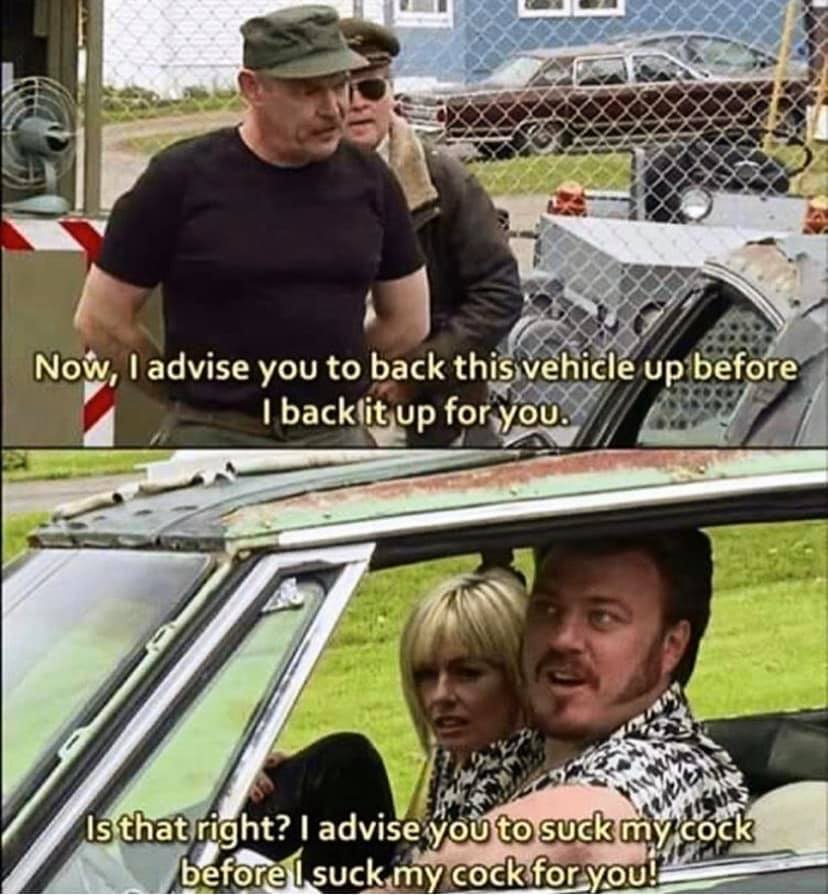 Now, I advise you to back this vehicle up before
I back it up for you.
Is that right? I advise you to suck my cock
before I suck my cock for you!